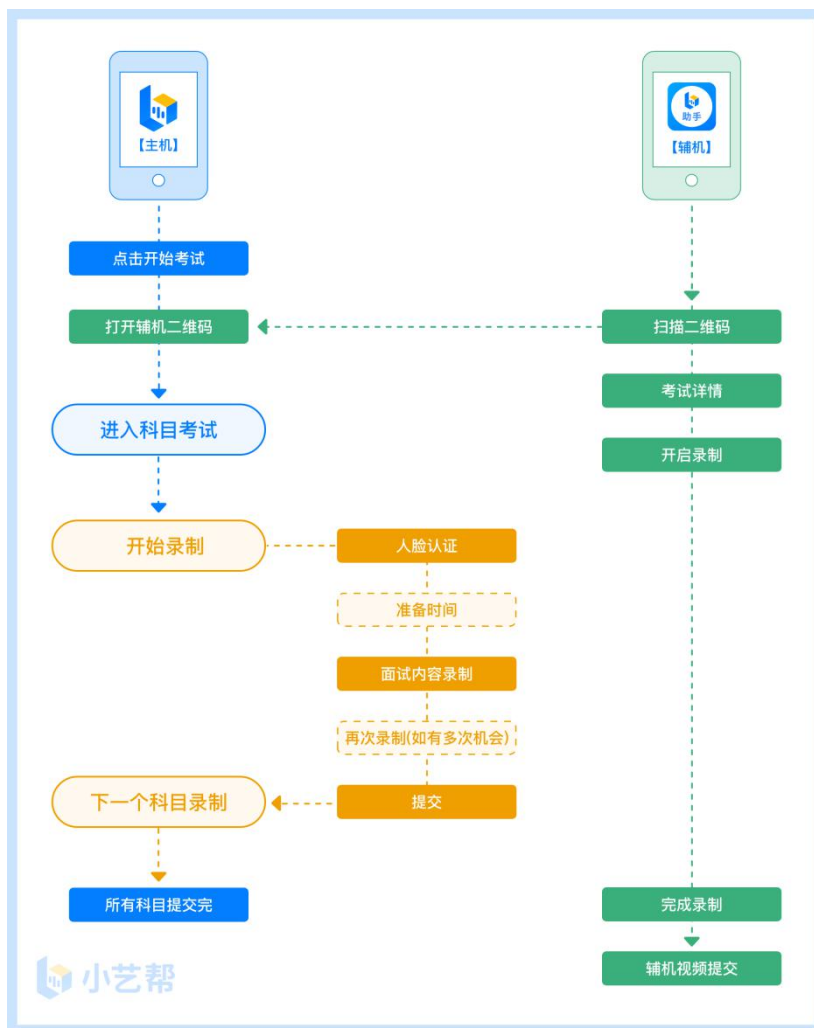 【主机】
助手
【辅机】
点击开始考试
打开辅机二维码
扫描二维码
考试详情
进入科目考试
开启录制
开始录制
人脸认证
准备时间
面试内容录制
再次录制(如有多次机会)
下一个科目录制
提交
所有科目提交完
完成录制
辅机视频提交
小艺帮